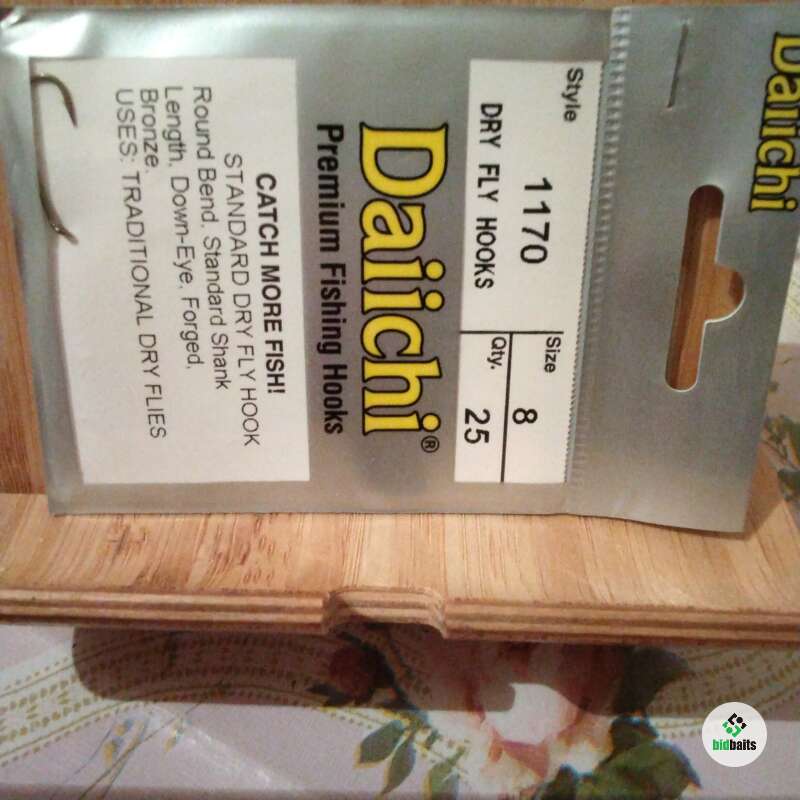 Daiichi
Style
1170
Size
8
DRY FLY HOOKS
Qty.
25
Daiichi®
Premium Fishing Hooks
CATCH MORE FISH!
STANDARD DRY FLY HOOK
Round Bend, Standard Shank
Length, Down-Eye, Forged,
Bronze.
USES: TRADITIONAL DRY FLIES
bidbaits